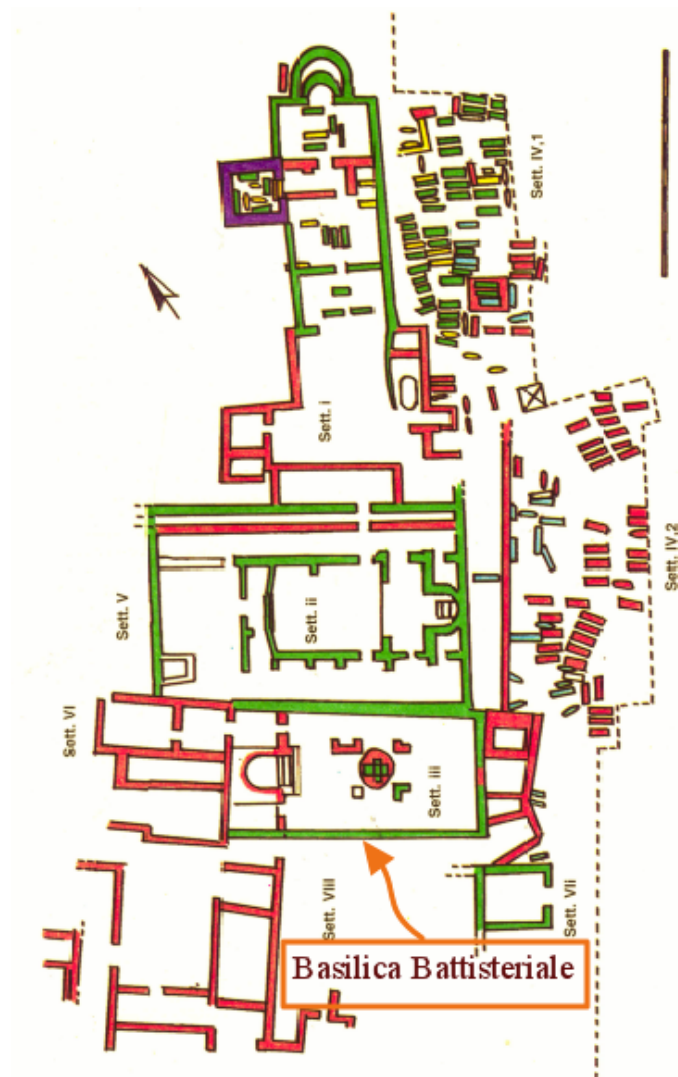 Sett. IV,1
Sett. i
Sett. IV,2
Sett. V
Sett. ii
Sett. VI
Sett. iii
Sett. VIII
Sett. VII
Basilica Battisteriale